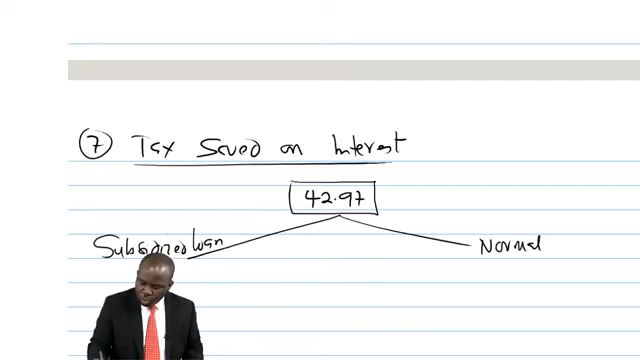 7 Tax Saved on Interest
42.97
Subsidized Loan
Normal